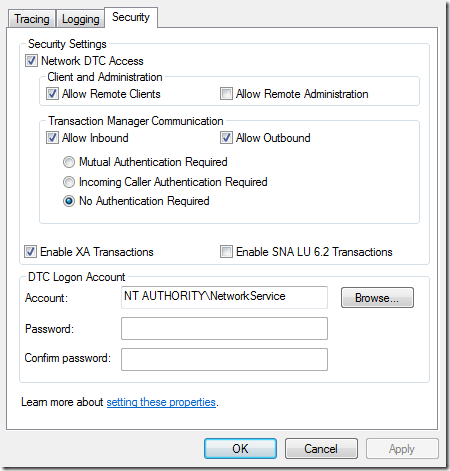 Tracing Logging Security
Security Settings
Network DTC Access
Client and Administration
Allow Remote Clients Allow Remote Administration
Transaction Manager Communication
Allow Inbound Allow Outbound
Mutual Authentication Required
Incoming Caller Authentication Required
No Authentication Required
Enable XA Transactions Enable SNA LU 6.2 Transactions
DTC Logon Account
Account: NT AUTHORITY\NetworkService Browse...
Password:
Confirm password:
Learn more about setting these properties.
OK Cancel Apply